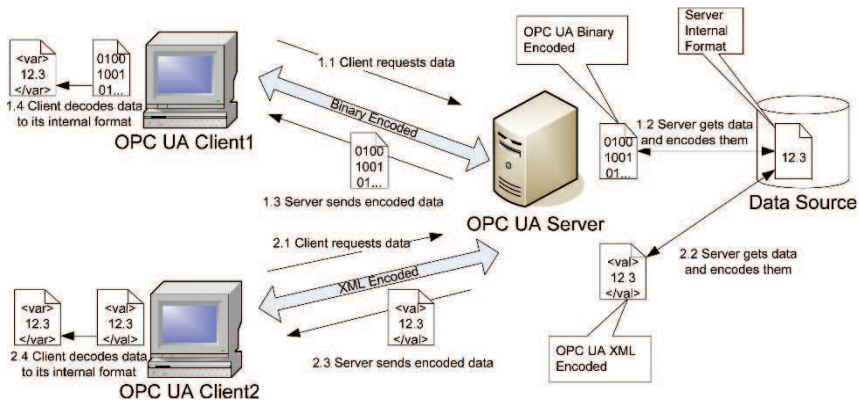 <var>
12.3
</var>
0100
1001
01...
1.4 Client decodes data
to its internal format
OPC UA Client1
1.1 Client requests data
Binary Encoded
0100
1001
01...
1.3 Server sends encoded data
OPC UA Binary
Encoded
Server
Internal
Format
0100
1001
01...
1.2 Server gets data
and encodes them
12.3
Data Source
OPC UA Server
2.1 Client requests data
XML Encoded
<val>
12.3
</val>
2.3 Server sends encoded data
2.2 Server gets data
and encodes them
<val>
12.3
</val>
OPC UA XML
Encoded
<var>
12.3
</var>
<val>
12.3
</val>
2.4 Client decodes data
to its internal format
OPC UA Client2